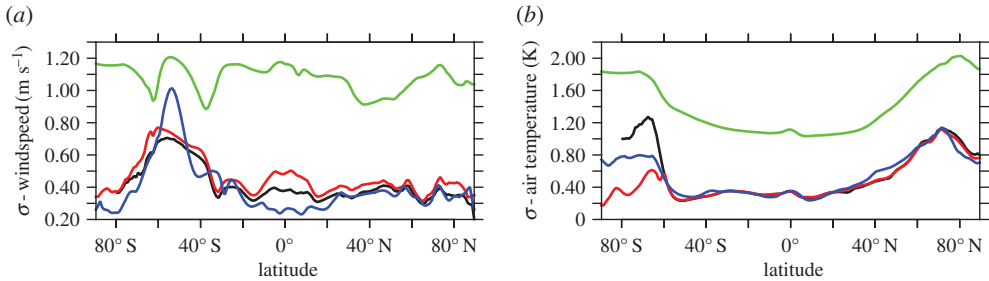 (a)
σ - windspeed (m s⁻¹)
1.20
1.00
0.80
0.60
0.40
0.20
80° S
40° S
0°
40° N
80° N
latitude
(b)
σ - air temperature (K)
2.00
1.60
1.20
0.80
0.40
0
80° S
40° S
0°
40° N
80° N
latitude